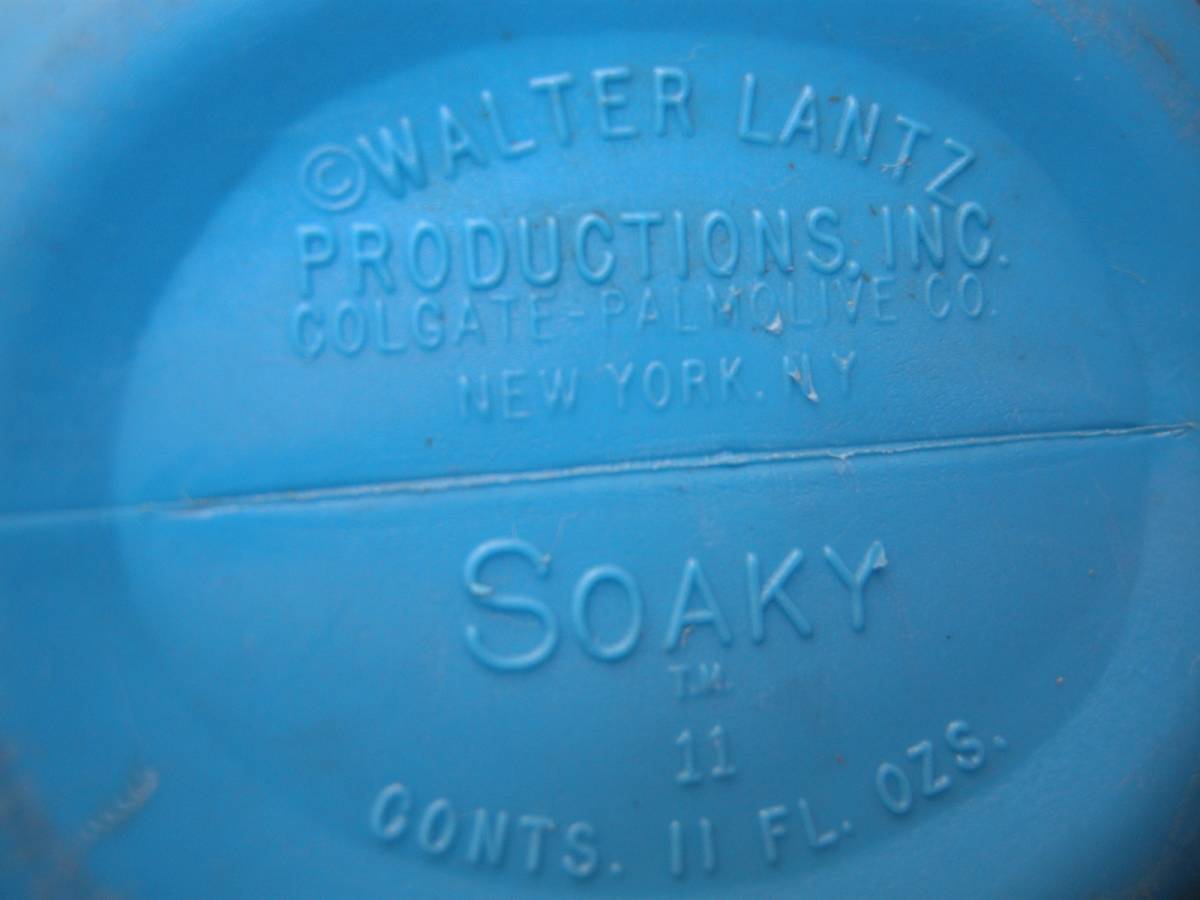 ©WALTER LANTZ
PRODUCTIONS, INC.
COLGATE-PALMOLIVE CO.
NEW YORK, NY
SOAKY
T.M.
11
CONTS. 11 FL. OZS.